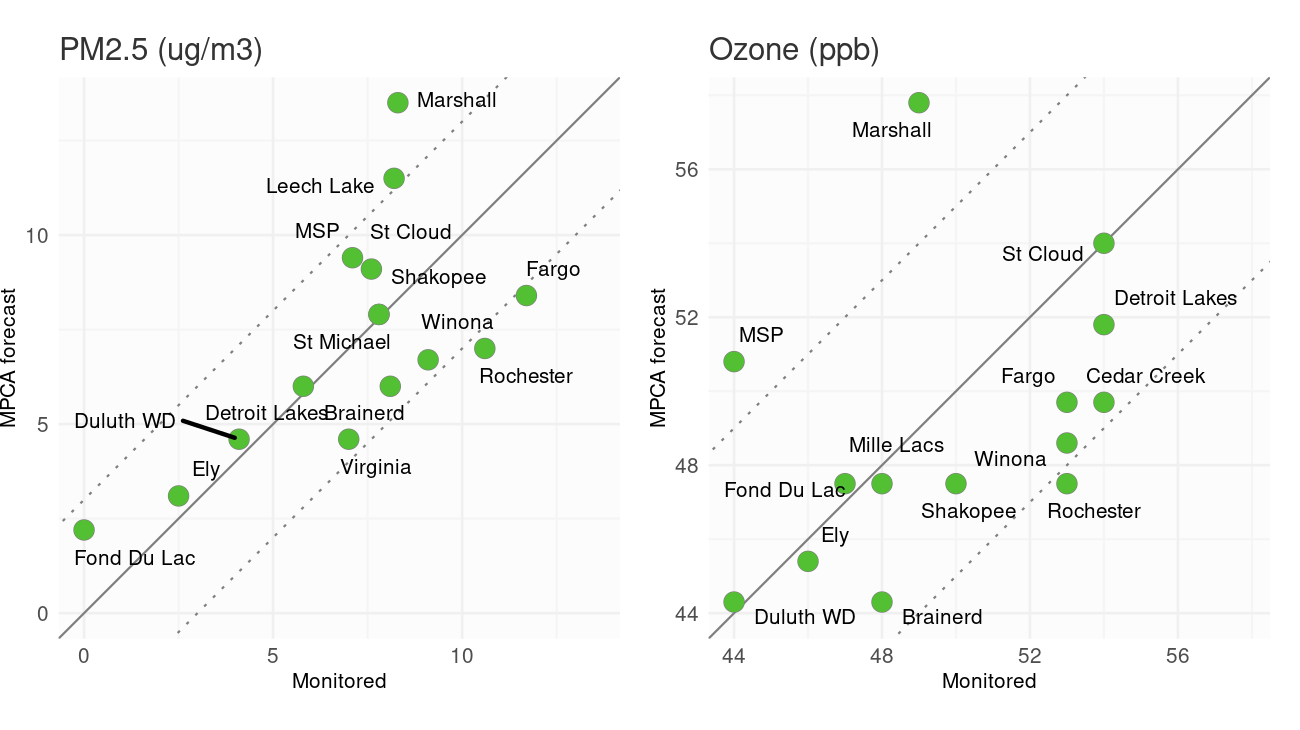 PM2.5 (ug/m3)
Marshall
Leech Lake
MSP
St Cloud
Shakopee
Fargo
Winona
St Michael
Rochester
Duluth WD
Detroit Lakes
Brainerd
Virginia
Ely
Fond Du Lac
10
5
0
MPCA forecast
0
5
10
Monitored
Ozone (ppb)
Marshall
St Cloud
Detroit Lakes
MSP
Fargo
Cedar Creek
Mille Lacs
Winona
Fond Du Lac
Shakopee
Rochester
Ely
Duluth WD
Brainerd
56
52
48
44
MPCA forecast
44
48
52
56
Monitored